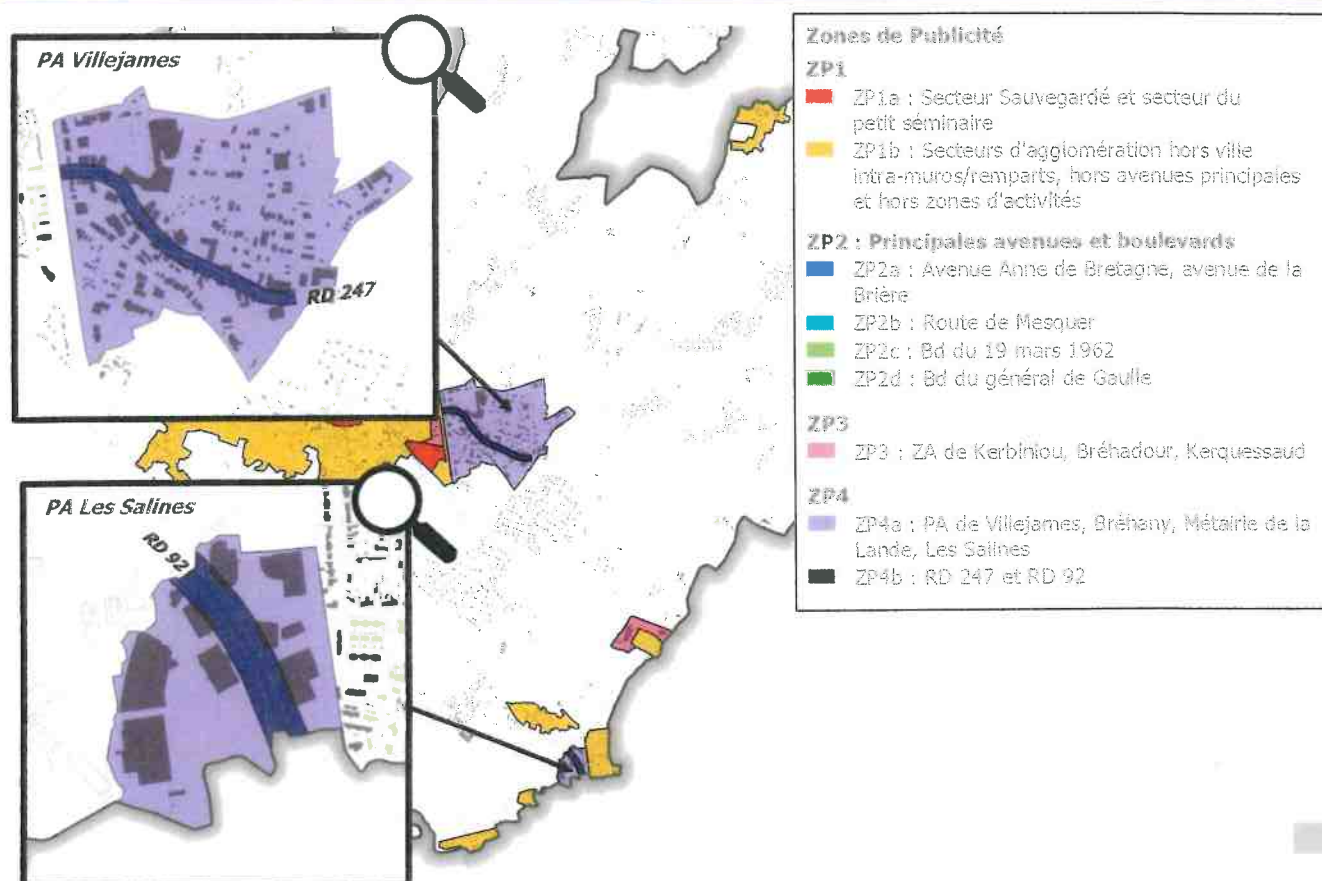 PA Villejames
RD 247
PA Les Salines
RD 92
Zones de Publicité
ZP1
ZP1a : Secteur Sauvegardé et secteur du
petit séminaire
ZP1b : Secteurs d'agglomération hors ville
intra-muros/remparts, hors avenues principales
et hors zones d'activités
ZP2 : Principales avenues et boulevards
ZP2a : Avenue Anne de Bretagne, avenue de la
Brière
ZP2b : Route de Mesquer
ZP2c : Bd du 19 mars 1962
ZP2d : Bd du général de Gaulle
ZP3
ZP3 : ZA de Kerbiniou, Bréhadour, Kerquessaud
ZP4
ZP4a : PA de Villejames, Bréhany, Métairie de la
Lande, Les Salines
ZP4b : RD 247 et RD 92